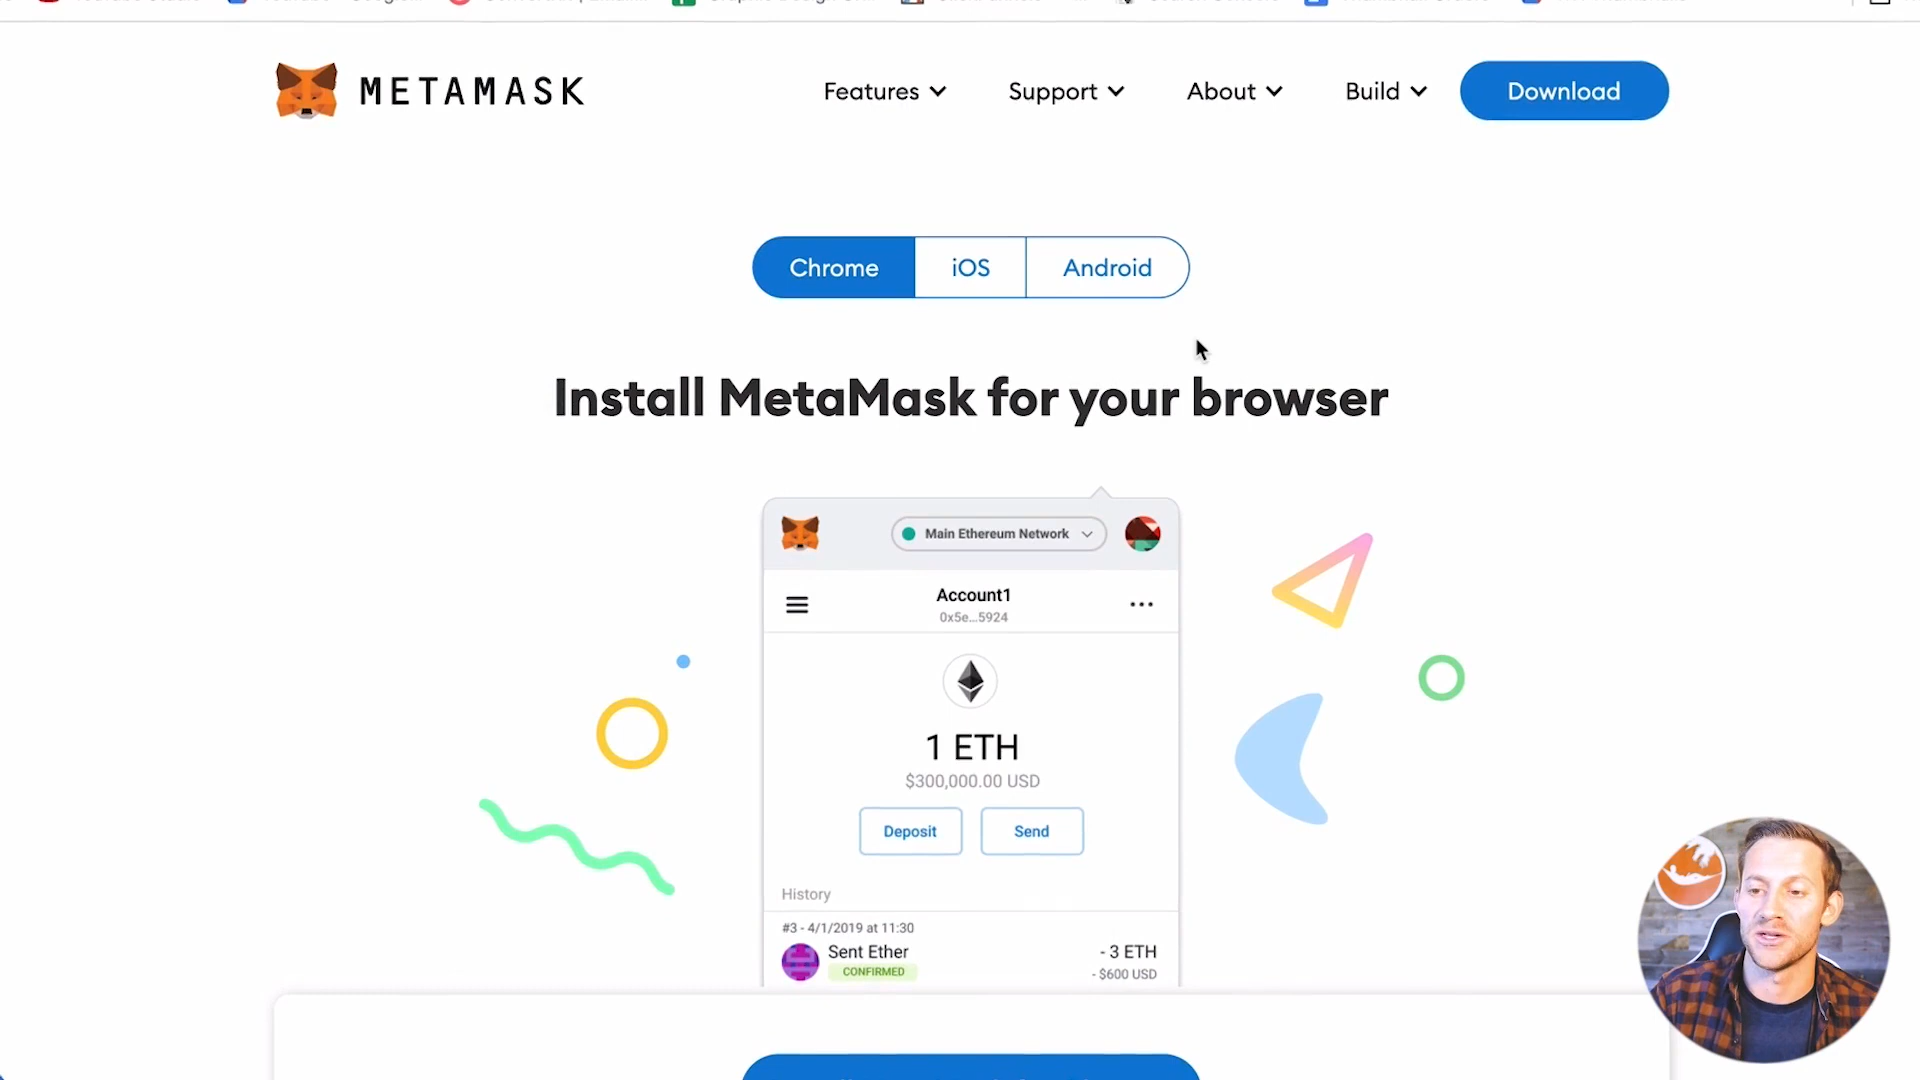 METAMASK
Features
Support
About
Build
Download
Chrome
iOS
Android
Install MetaMask for your browser
Main Ethereum Network
Account1
0x5e...5924
1 ETH
$300,000.00 USD
Deposit
Send
History
#3 - 4/1/2019 at 11:30
Sent Ether
- 3 ETH
CONFIRMED
- $600 USD